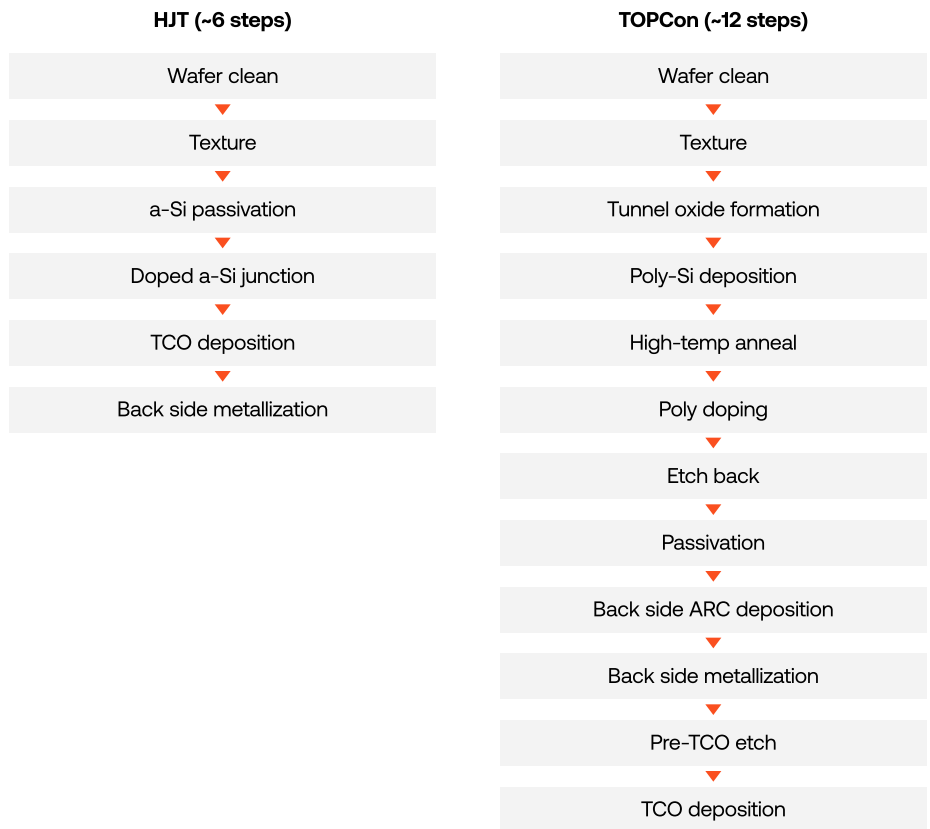 HJT (~6 steps)
Wafer clean
Texture
a-Si passivation
Doped a-Si junction
TCO deposition
Back side metallization
TOPCon (~12 steps)
Wafer clean
Texture
Tunnel oxide formation
Poly-Si deposition
High-temp anneal
Poly doping
Etch back
Passivation
Back side ARC deposition
Back side metallization
Pre-TCO etch
TCO deposition